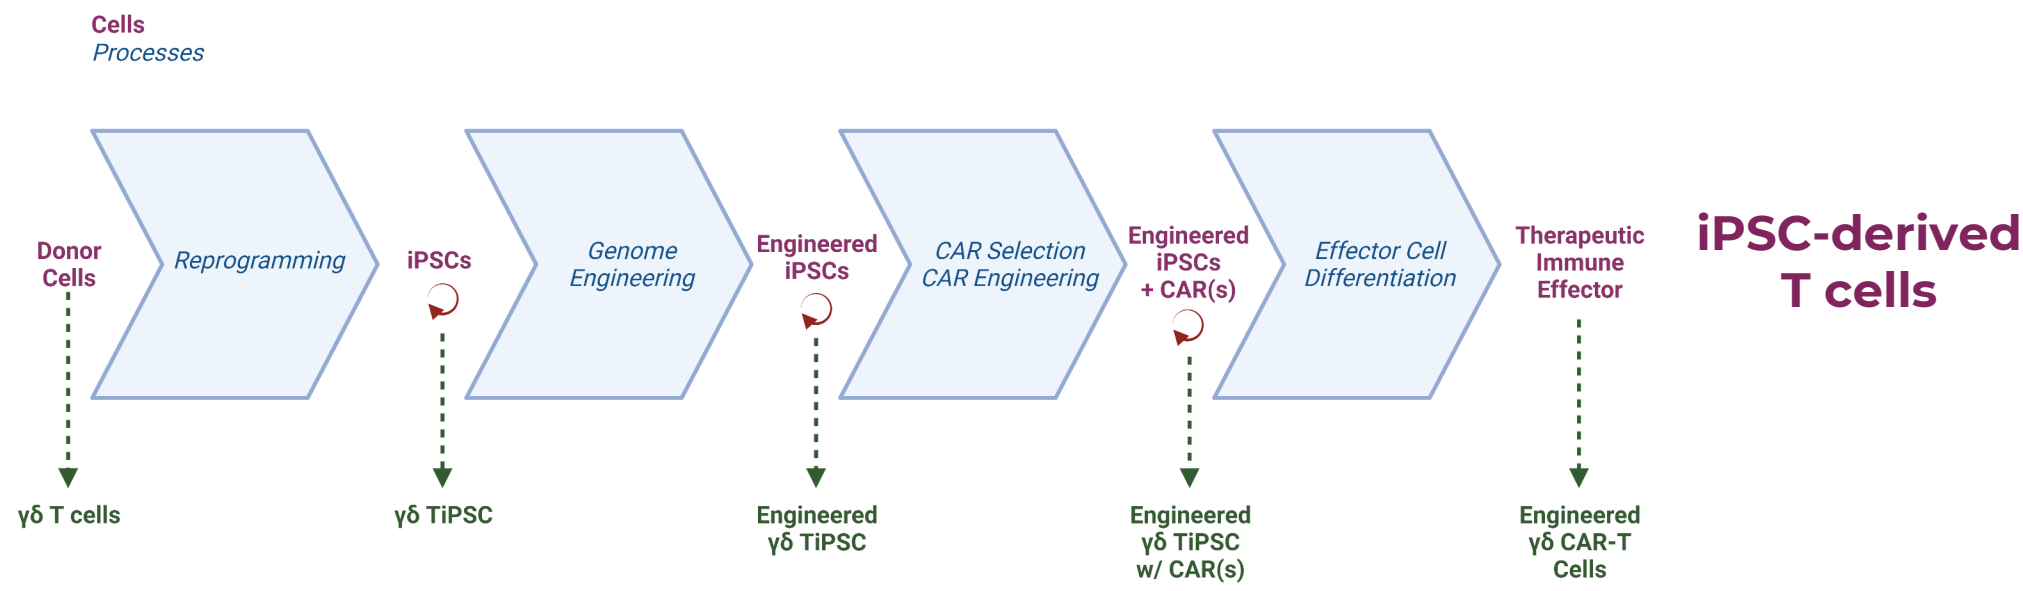 Cells
Processes
Donor
Cells
Reprogramming
iPSCs
Genome
Engineering
Engineered
iPSCs
CAR Selection
CAR Engineering
Engineered
iPSCs
+ CAR(s)
Effector Cell
Differentiation
Therapeutic
Immune
Effector
iPSC-derived
T cells
γδ T cells
γδ TiPSC
Engineered
γδ TiPSC
Engineered
γδ TiPSC
w/ CAR(s)
Engineered
γδ CAR-T
Cells